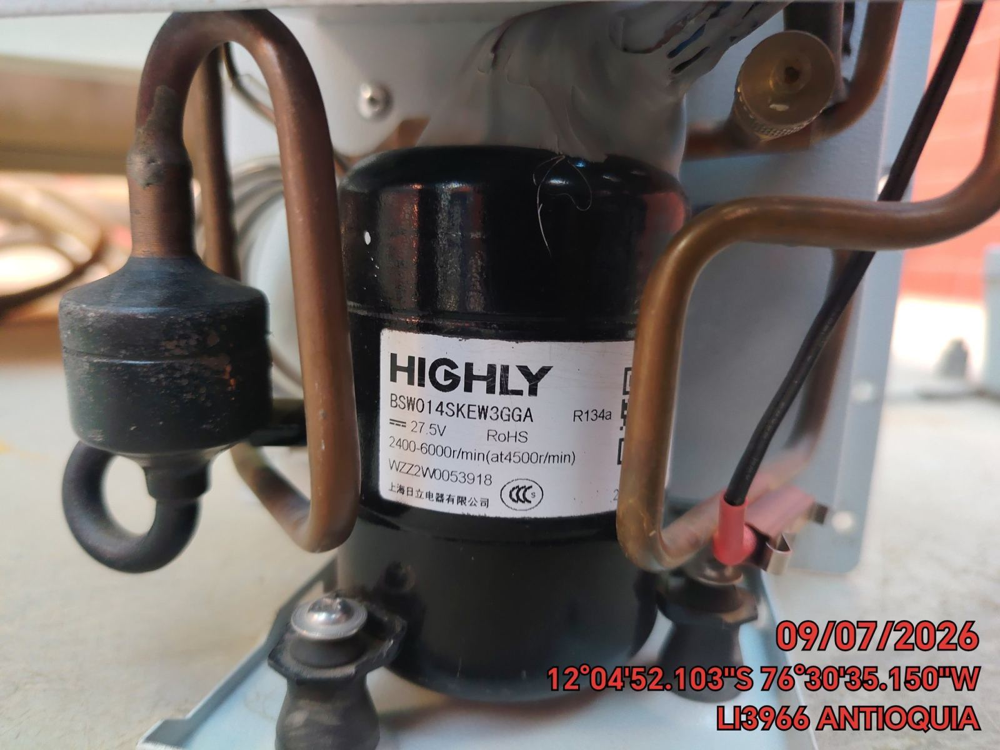 HIGHLY
BSW014SKEW3GGA R134a
27.5V RoHS
2400-6000r/min(at4500r/min)
WZZ2W0053918
上海日立电器有限公司
CCC S
09/07/2026
12°04'52.103"S 76°30'35.150"W
LI3966 ANTIOQUIA